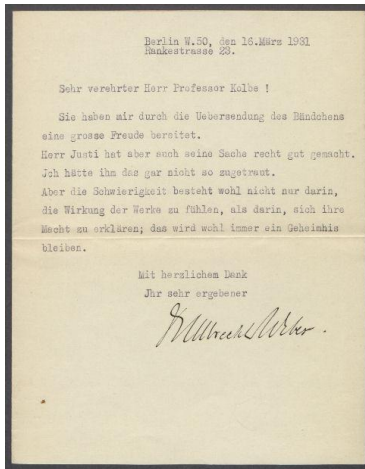 Berlin W.50, den 16.März 1931
Rankestrasse 23.
Sehr verehrter Herr Professor Kolbe !
Sie haben mir durch die Uebersendung des Bändchens
eine grosse Freude bereitet.
Herr Justi hat aber auch seine Sache recht gut gemacht.
Jch hätte ihm das gar nicht so zugetraut.
Aber die Schwierigkeit besteht wohl nicht nur darin,
die Wirkung der Werke zu fühlen, als darin, sich ihre
Macht zu erklären; das wird wohl immer ein Geheimnis
bleiben.
Mit herzlichem Dank
Jhr sehr ergebener
Weber.